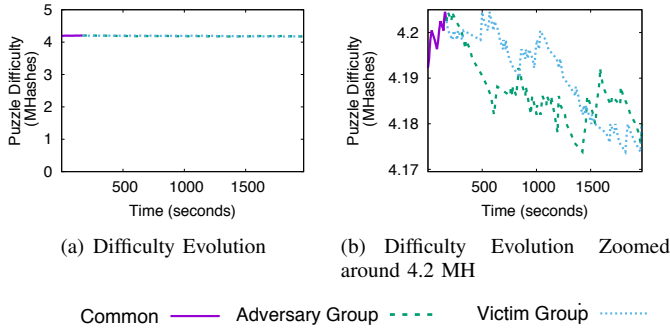 5
4
3
2
1
0
500 1000 1500
Puzzle Difficulty
(MHashes)
Time (seconds)
(a) Difficulty Evolution
4.2
4.19
4.18
4.17
500 1000 1500
Puzzle Difficulty
(MHashes)
Time (seconds)
(b) Difficulty Evolution Zoomed
around 4.2 MH
Common Adversary Group Victim Group